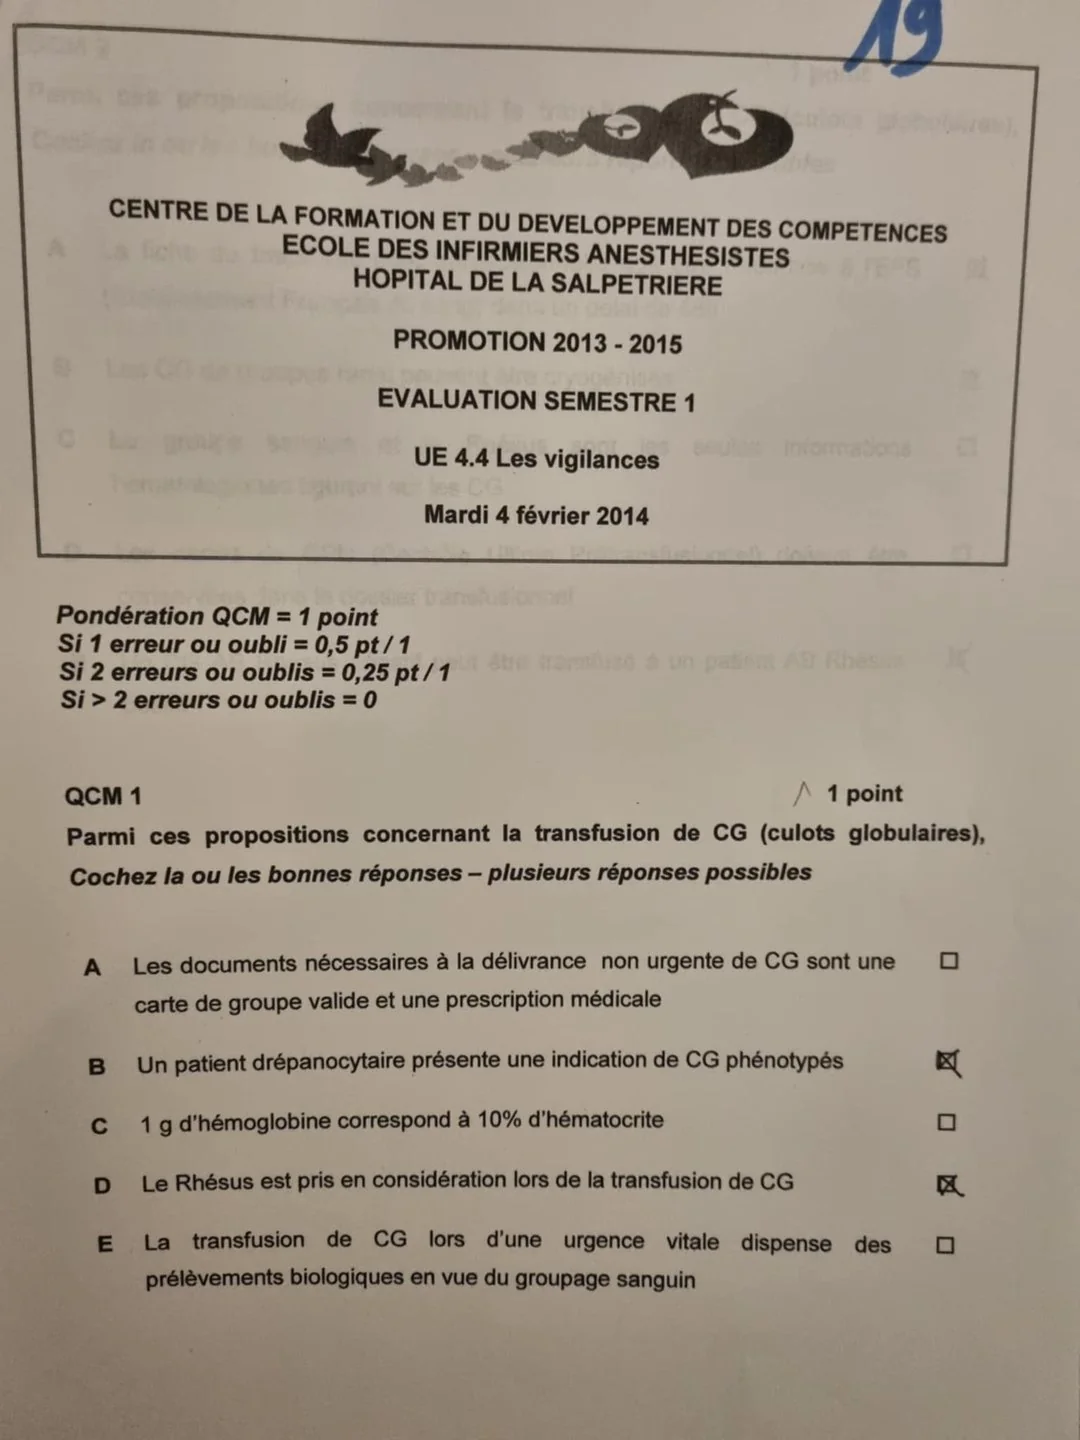 19
CENTRE DE LA FORMATION ET DU DEVELOPPEMENT DES COMPETENCES
ECOLE DES INFIRMIERS ANESTHESISTES
HOPITAL DE LA SALPETRIERE
PROMOTION 2013 - 2015
EVALUATION SEMESTRE 1
UE 4.4 Les vigilances
Mardi 4 février 2014
Pondération QCM = 1 point
Si 1 erreur ou oubli = 0,5 pt / 1
Si 2 erreurs ou oublis = 0,25 pt / 1
Si > 2 erreurs ou oublis = 0
QCM 1 1 point
Parmi ces propositions concernant la transfusion de CG (culots globulaires),
Cochez la ou les bonnes réponses – plusieurs réponses possibles
A Les documents nécessaires à la délivrance non urgente de CG sont une
carte de groupe valide et une prescription médicale
B Un patient drépanocytaire présente une indication de CG phénotypés
C 1 g d'hémoglobine correspond à 10% d'hématocrite
D Le Rhésus est pris en considération lors de la transfusion de CG
E La transfusion de CG lors d'une urgence vitale dispense des
prélèvements biologiques en vue du groupage sanguin